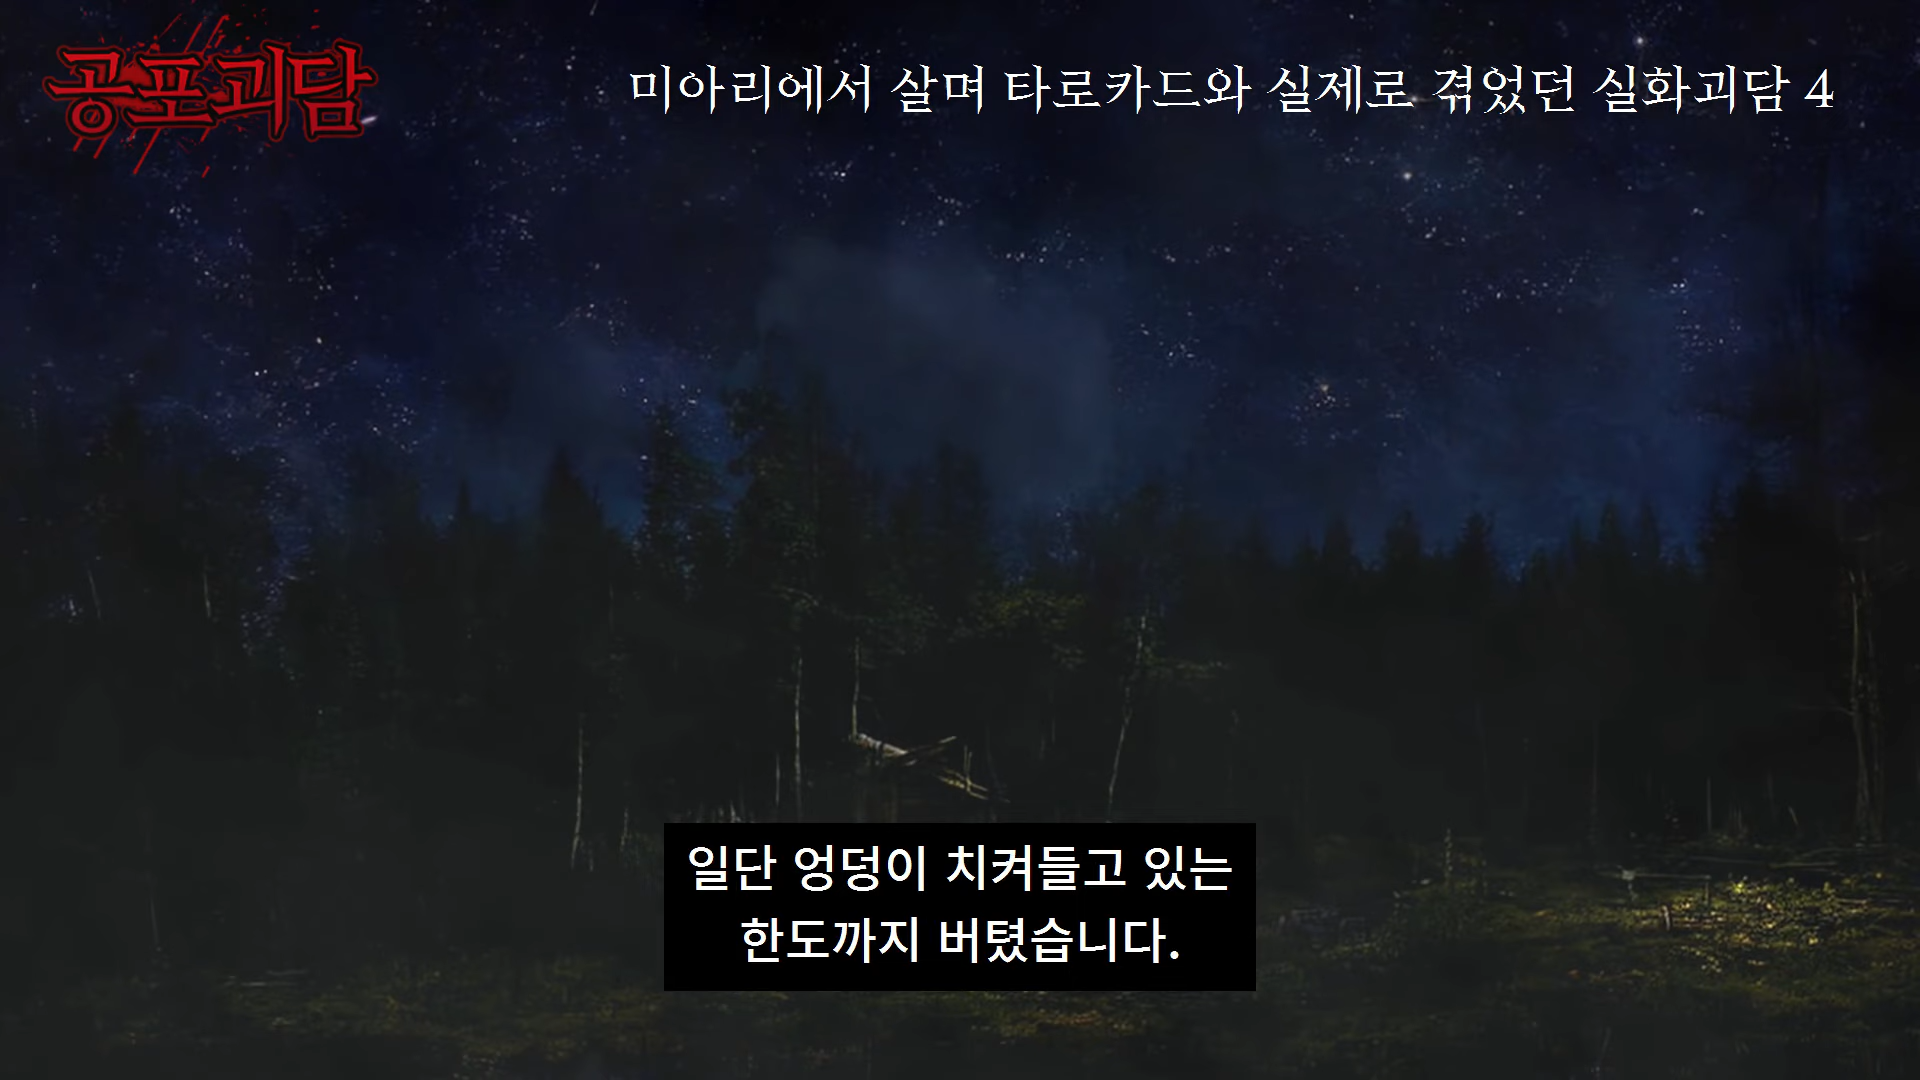 공포괴담
미아리에서 살며 타로카드와 실제로 겪었던 실화괴담 4
일단 엉덩이 치켜들고 있는
한도까지 버텼습니다.